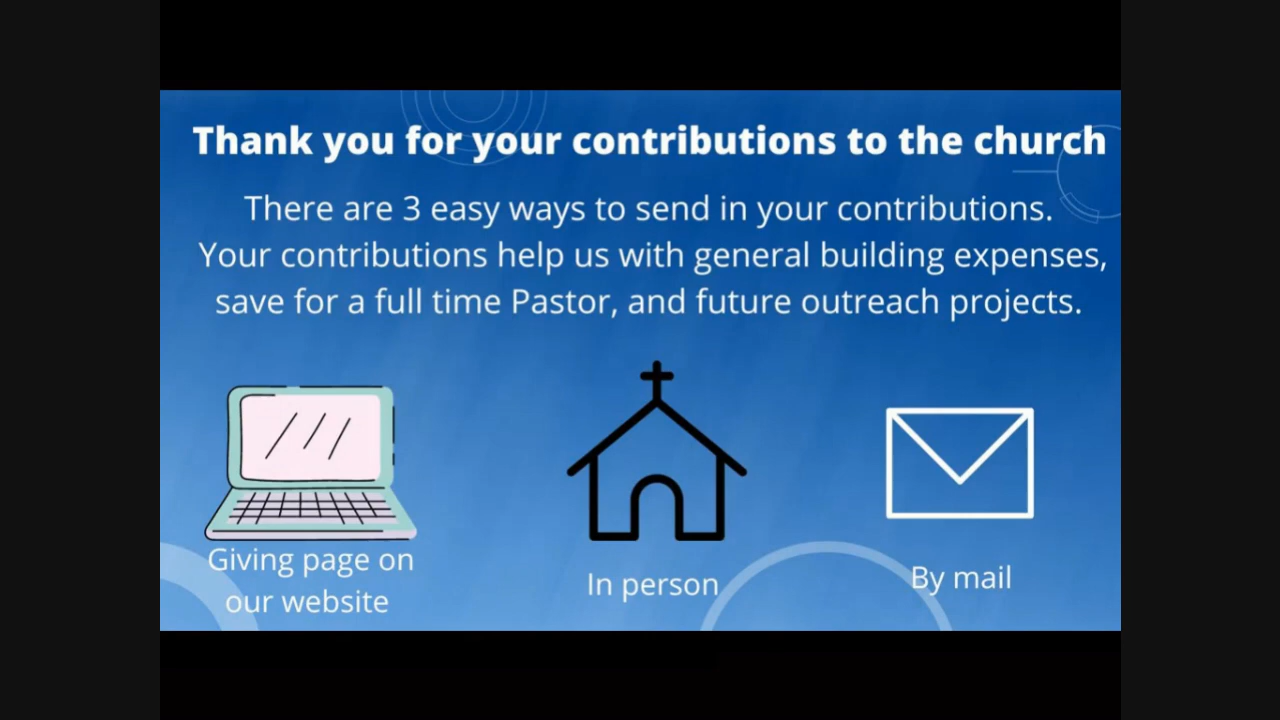 Thank you for your contributions to the church
There are 3 easy ways to send in your contributions.
Your contributions help us with general building expenses,
save for a full time Pastor, and future outreach projects.
Giving page on
our website
In person
By mail